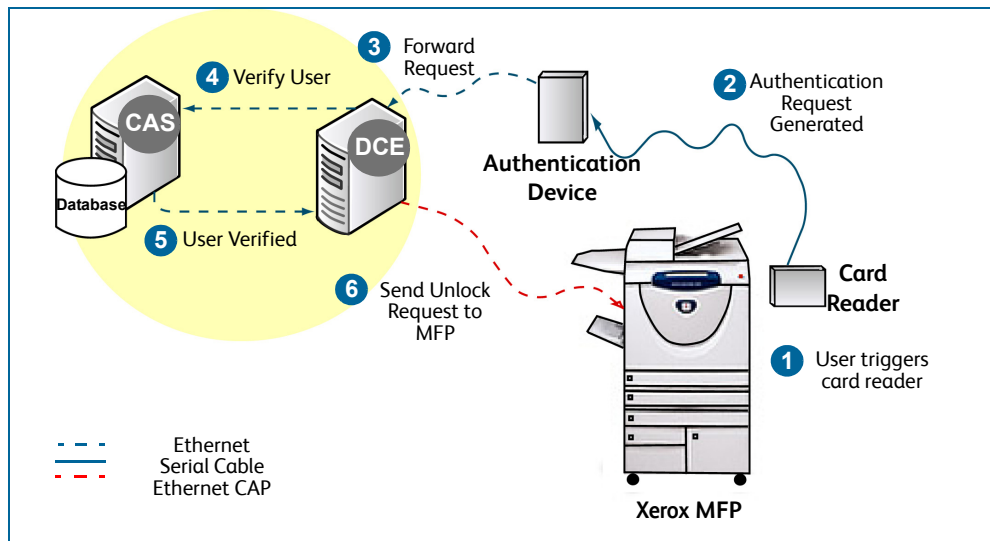 3 Forward
Request
4 Verify User
2 Authentication
Request
Generated
CAS
DCE
Authentication
Device
Database
5 User Verified
6 Send Unlock
Request to
MFP
Card
Reader
1 User triggers
card reader
Ethernet
Serial Cable
Ethernet CAP
Xerox MFP